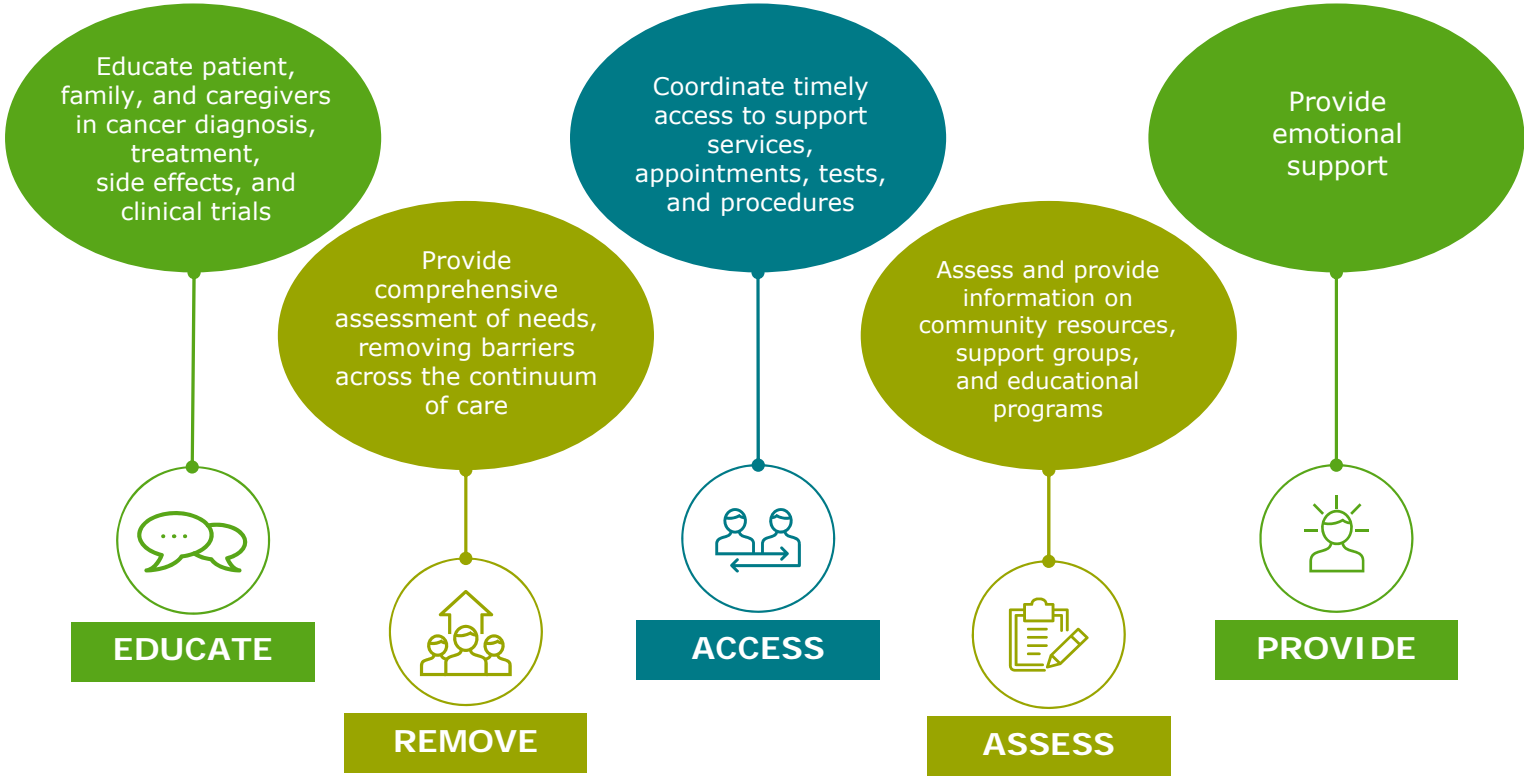 Educate patient,
family, and caregivers
in cancer diagnosis,
treatment,
side effects, and
clinical trials
EDUCATE
Provide
comprehensive
assessment of needs,
removing barriers
across the continuum
of care
REMOVE
Coordinate timely
access to support
services,
appointments, tests,
and procedures
ACCESS
Assess and provide
information on
community resources,
support groups,
and educational
programs
ASSESS
Provide
emotional
support
PROVIDE